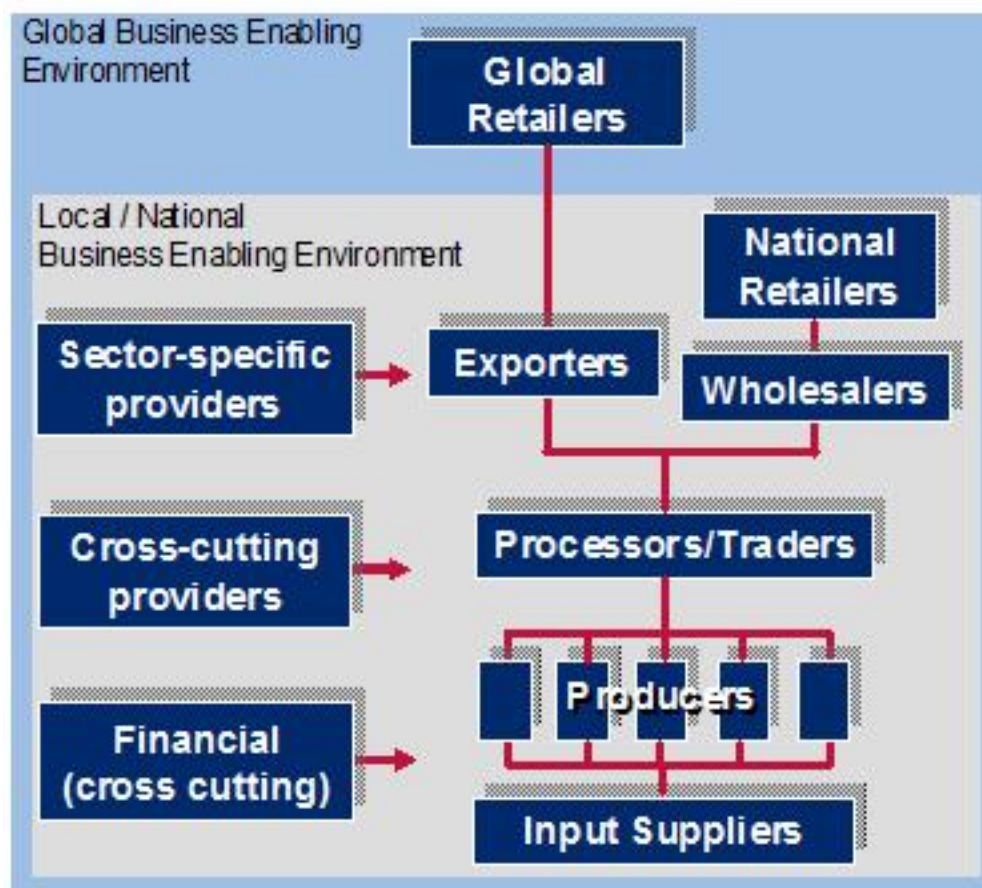 Global Business Enabling
Environment
Global
Retailers
Local / National
Business Enabling Environment
National
Retailers
Sector-specific
providers
Exporters
Wholesalers
Cross-cutting
providers
Processors/Traders
Producers
Financial
(cross cutting)
Input Suppliers